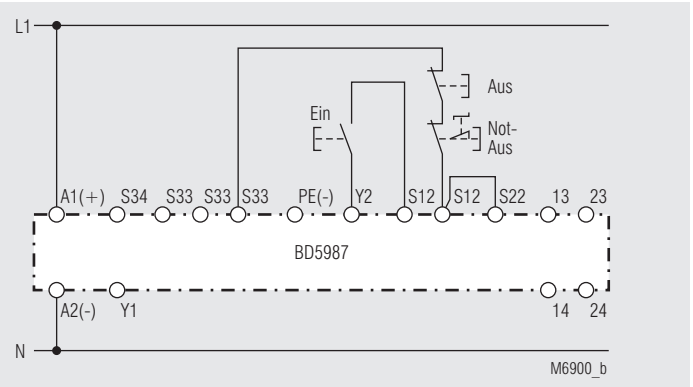 L1
Aus
Ein
Not-
Aus
A1(+) S34 S33 S33 S33 PE(-) Y2 S12 S12 S22 13 23
BD5987
A2(-) Y1 14 24
N
M6900_b